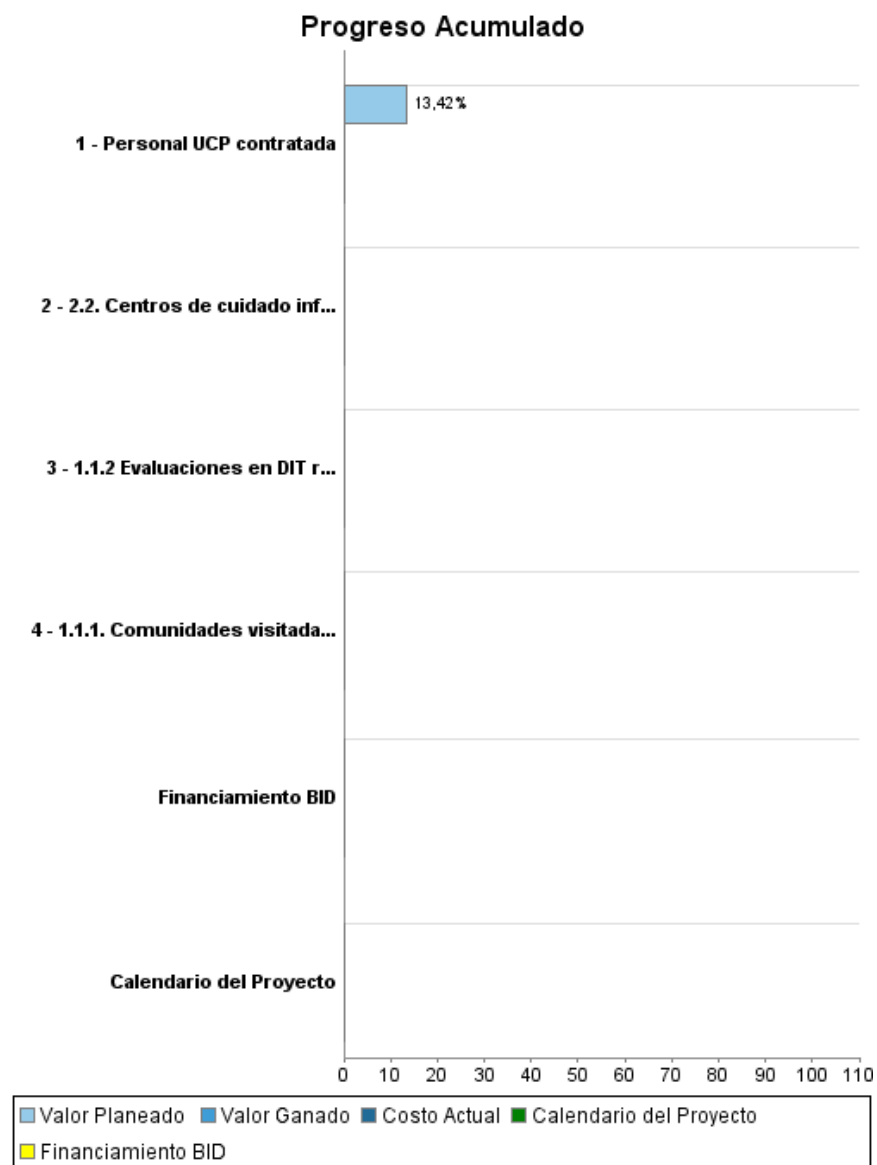 Progreso Acumulado
13,42%
1 - Personal UCP contratada
2 - 2.2. Centros de cuidado inf...
3 - 1.1.2 Evaluaciones en DIT r...
4 - 1.1.1. Comunidades visitada...
Financiamiento BID
Calendario del Proyecto
0 10 20 30 40 50 60 70 80 90 100 110
Valor Planeado Valor Ganado Costo Actual Calendario del Proyecto
Financiamiento BID